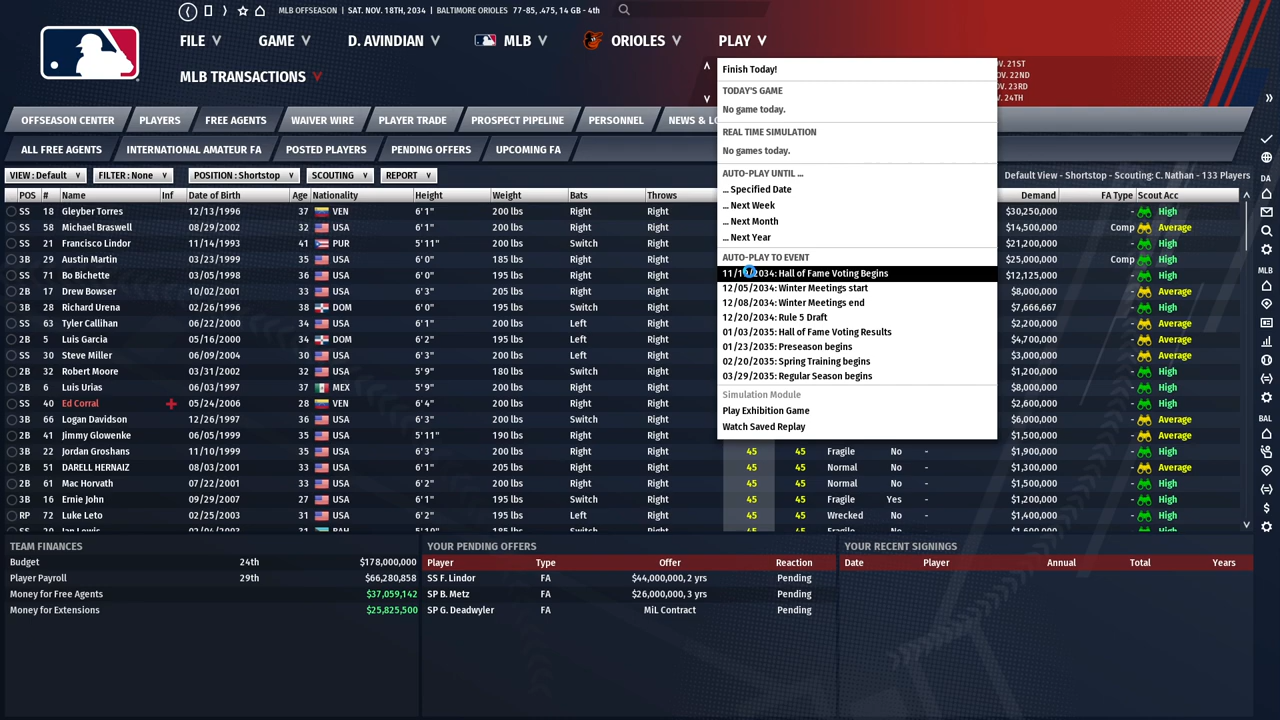 MLB OFFSEASON | SAT. NOV. 18TH, 2034 | BALTIMORE ORIOLES 77-85, .475, 14 GB - 4th
FILE GAME D. AVINDIAN MLB ORIOLES PLAY
MLB TRANSACTIONS
V. 21ST
V. 22ND
V. 23RD
V. 24TH
OFFSEASON CENTER PLAYERS FREE AGENTS WAIVER WIRE PLAYER TRADE PROSPECT PIPELINE PERSONNEL NEWS & LO
ALL FREE AGENTS INTERNATIONAL AMATEUR FA POSTED PLAYERS PENDING OFFERS UPCOMING FA
VIEW : Default FILTER : None POSITION : Shortstop SCOUTING REPORT Default View - Shortstop - Scouting: C. Nathan - 133 Players
Finish Today!
TODAY'S GAME
No game today.
REAL TIME SIMULATION
No games today.
AUTO-PLAY UNTIL ...
... Specified Date
... Next Week
... Next Month
... Next Year
AUTO-PLAY TO EVENT
2034: Hall of Fame Voting Begins
12/05/2034: Winter Meetings start
12/08/2034: Winter Meetings end
12/20/2034: Rule 5 Draft
01/03/2035: Hall of Fame Voting Results
01/23/2035: Preseason begins
02/20/2035: Spring Training begins
03/29/2035: Regular Season begins
Simulation Module
Play Exhibition Game
Watch Saved Replay
POS # Name Inf Date of Birth Age Nationality Height Weight Bats Throws Demand FA Type Scout Acc
SS 18 Gleyber Torres 12/13/1996 37 VEN 6'1" 200 lbs Right Right $30,250,000 - High
SS 58 Michael Braswell 08/29/2002 32 USA 6'0" 200 lbs Right Right $14,500,000 Comp Average
SS 21 Francisco Lindor 11/14/1993 41 PUR 5'11" 200 lbs Switch Right $21,200,000 - High
3B 29 Austin Martin 03/23/1999 35 USA 6'0" 185 lbs Right Right $25,000,000 Comp High
SS 71 Bo Bichette 03/05/1998 36 USA 6'0" 195 lbs Right Right $12,125,000 - High
2B 17 Drew Bowser 02/10/2002 32 USA 6'3" 205 lbs Right Right $8,000,000 - Average
3B 28 Richard Urena 02/26/1996 38 DOM 6'0" 195 lbs Switch Right $7,666,667 - High
SS 63 Tyler Callihan 06/22/2000 34 USA 6'1" 205 lbs Left Right $2,200,000 - Average
2B 5 Luis Garcia 05/16/2000 34 DOM 6'2" 200 lbs Left Right $4,700,000 - Average
SS 30 Steve Miller 06/09/2004 30 USA 6'3" 200 lbs Left Right $3,000,000 - Average
2B 32 Robert Moore 03/31/2002 32 USA 5'9" 180 lbs Switch Right $1,200,000 - High
2B 6 Luis Urias 06/03/1997 37 MEX 5'9" 195 lbs Right Right $8,000,000 - High
SS 40 Ed Corral 05/24/2006 28 VEN 6'4" 200 lbs Switch Right $2,600,000 - Average
3B 66 Logan Davidson 12/26/1997 36 USA 6'3" 195 lbs Switch Right $4,000,000 - Average
2B 41 Jimmy Glowenke 06/05/1999 35 USA 5'11" 190 lbs Right Right $1,500,000 - Average
3B 22 Jordan Groshans 11/10/1999 35 USA 6'3" 205 lbs Right Right 45 45 Fragile No - $1,900,000 - High
2B 51 DARELL HERNAIZ 08/03/2001 33 USA 6'1" 205 lbs Right Right 45 45 Normal No - $1,300,000 - Average
2B 61 Mac Horvath 07/22/2001 33 USA 6'2" 200 lbs Right Right 45 45 Normal No - $1,500,000 - High
3B 16 Ernie John 09/29/2007 27 USA 6'1" 195 lbs Switch Right 45 45 Fragile Yes - $1,200,000 - High
RP 72 Luke Leto 02/25/2003 31 USA 6'2" 195 lbs Left Right 45 45 Wrecked No - $1,400,000 - High
TEAM FINANCES
Budget 24th $178,000,000
Player Payroll 29th $66,280,858
Money for Free Agents $37,059,142
Money for Extensions $25,825,500
YOUR PENDING OFFERS
Player Type Offer Reaction
SS F. Lindor FA $44,000,000, 2 yrs Pending
SP B. Metz FA $26,000,000, 3 yrs Pending
SP G. Deadwyler FA MiL Contract Pending
YOUR RECENT SIGNINGS
Date Player Annual Total Years
DA
MLB
BAL